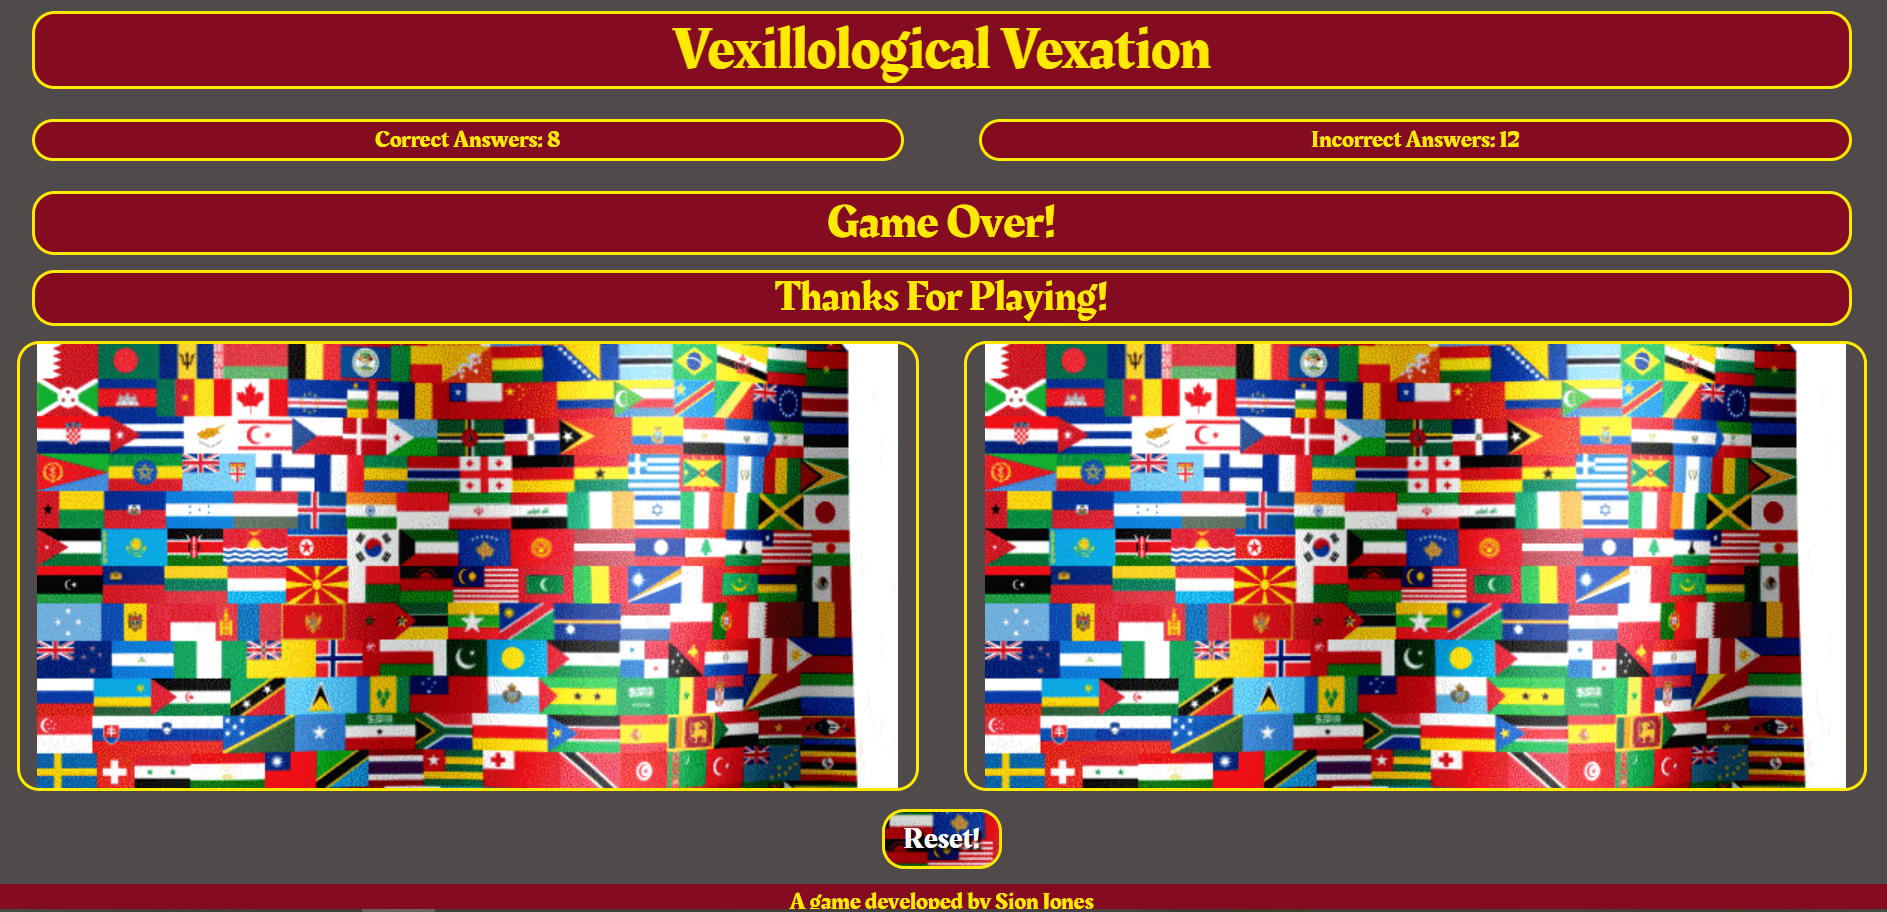 Vexillological Vexation
Correct Answers: 8
Incorrect Answers: 12
Game Over!
Thanks For Playing!
Reset!
A game developed by Sion Jones